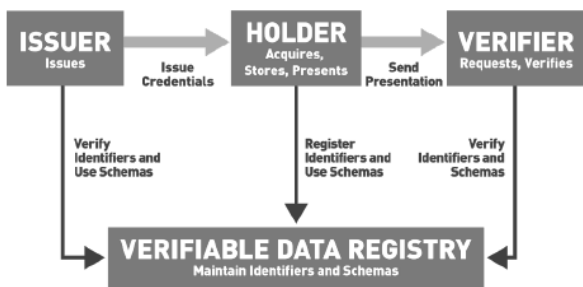 ISSUER
Issues
Issue
Credentials
HOLDER
Acquires,
Stores, Presents
Send
Presentation
VERIFIER
Requests, Verifies
Verify
Identifiers and
Use Schemas
Register
Identifiers and
Use Schemas
Verify
Identifiers and
Schemas
VERIFIABLE DATA REGISTRY
Maintain Identifiers and Schemas